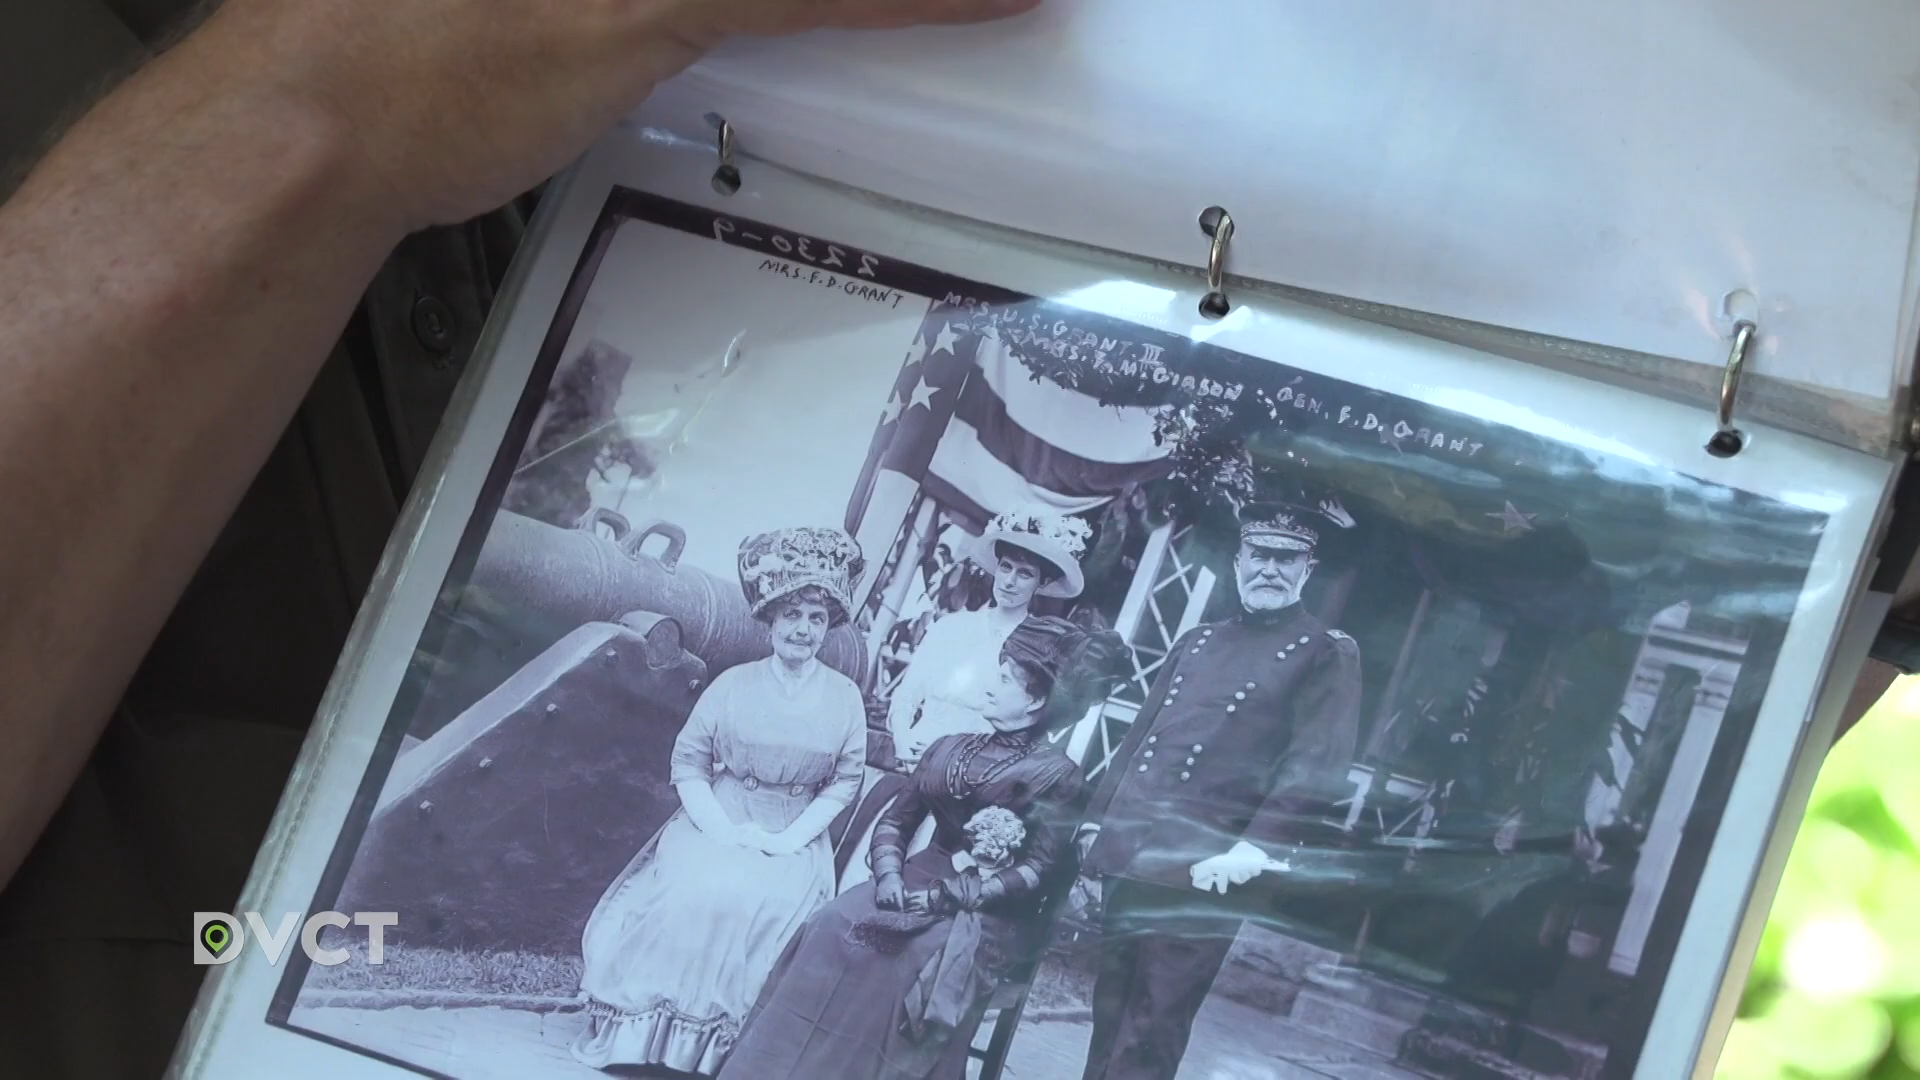 2230-9
MRS. F. D. GRANT
MRS. U. S. GRANT. III
MRS. F. M. GIBSON
GEN. F. D. GRANT
DVCT